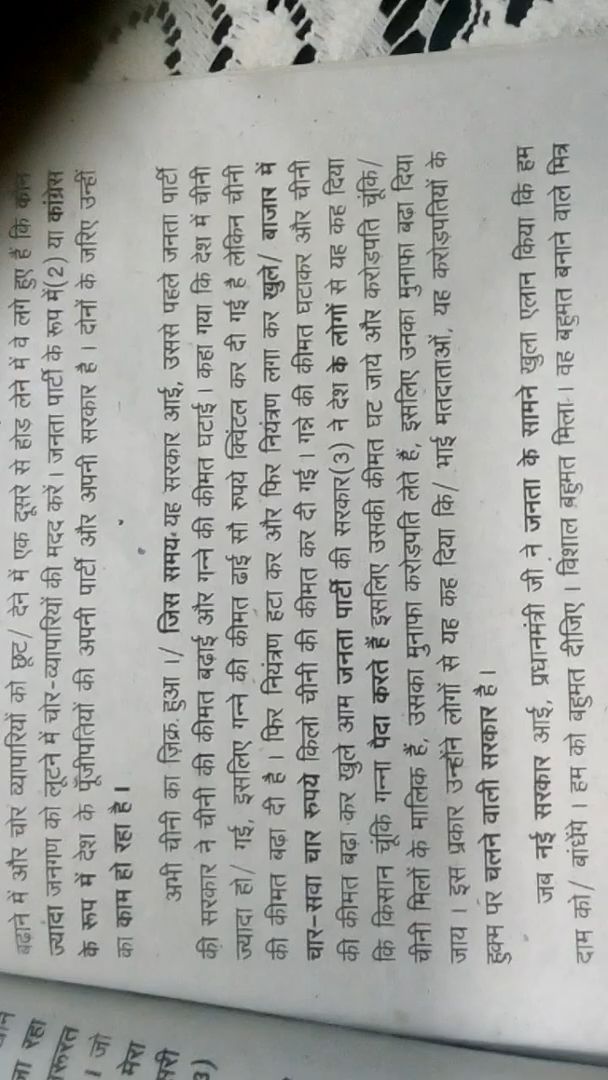 बढ़ाने में और चोर व्यापारियों को छूट/ देने में एक दूसरे से होड लेने में वे लगे हुए हैं कि कौन
ज्यादा जनगण को लूटने में चोर-व्यापारियों की मदद करें। जनता पार्टी के रूप में(2) या कांग्रेस
के रूप में देश के पूँजीपतियों की अपनी पार्टी और अपनी सरकार है। दोनों के जरिए उन्हीं
का काम हो रहा है।
अभी चीनी का ज़िक्र हुआ।/ जिस समय यह सरकार आई, उससे पहले जनता पार्टी
की सरकार ने चीनी की कीमत बढ़ाई और गन्ने की कीमत घटाई। कहा गया कि देश में चीनी
ज्यादा हो/ गई, इसलिए गन्ने की कीमत ढाई सौ रुपये क्विंटल कर दी गई है लेकिन चीनी
की कीमत बढ़ा दी है। फिर नियंत्रण हटा कर और फिर नियंत्रण लगा कर खुले/ बाजार में
चार-सवा चार रुपये किलो चीनी की कीमत कर दी गई। गन्ने की कीमत घटाकर और चीनी
की कीमत बढ़ा कर खुले आम जनता पार्टी की सरकार(3) ने देश के लोगों से यह कह दिया
कि किसान चूंकि गन्ना पैदा करते हैं इसलिए उसकी कीमत घट जाये और करोड़पति चूंकि/
चीनी मिलों के मालिक हैं, उसका मुनाफा करोड़पति लेते हैं, इसलिए उनका मुनाफा बढ़ा दिया
जाय। इस प्रकार उन्होंने लोगों से यह कह दिया कि/ भाई मतदाताओं, यह करोड़पतियों के
हुक्म पर चलने वाली सरकार है।
जब नई सरकार आई, प्रधानमंत्री जी ने जनता के सामने खुला एलान किया कि हम
दाम को/ बांधेंगे। हम को बहुमत दीजिए। विशाल बहुमत मिला। वह बहुमत बनाने वाले मित्र
जा रहा
जरूरत
। जो
मेरा
3)